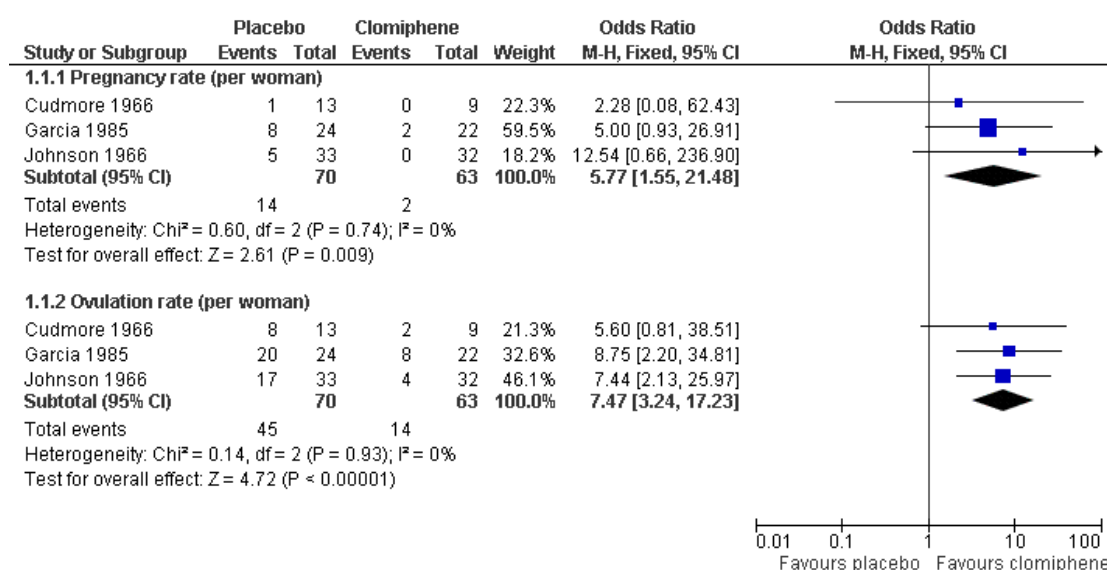 Placebo Clomiphene Odds Ratio Odds Ratio
Study or Subgroup Events Total Events Total Weight M-H, Fixed, 95% CI M-H, Fixed, 95% CI
1.1.1 Pregnancy rate (per woman)
Cudmore 1966 1 13 0 9 22.3% 2.28 [0.08, 62.43]
Garcia 1985 8 24 2 22 59.5% 5.00 [0.93, 26.91]
Johnson 1966 5 33 0 32 18.2% 12.54 [0.66, 236.90]
Subtotal (95% CI) 70 63 100.0% 5.77 [1.55, 21.48]
Total events 14 2
Heterogeneity: Chi² = 0.60, df = 2 (P = 0.74); I² = 0%
Test for overall effect: Z = 2.61 (P = 0.009)
1.1.2 Ovulation rate (per woman)
Cudmore 1966 8 13 2 9 21.3% 5.60 [0.81, 38.51]
Garcia 1985 20 24 8 22 32.6% 8.75 [2.20, 34.81]
Johnson 1966 17 33 4 32 46.1% 7.44 [2.13, 25.97]
Subtotal (95% CI) 70 63 100.0% 7.47 [3.24, 17.23]
Total events 45 14
Heterogeneity: Chi² = 0.14, df = 2 (P = 0.93); I² = 0%
Test for overall effect: Z = 4.72 (P < 0.00001)
0.01 0.1 1 10 100
Favours placebo Favours clomiphene